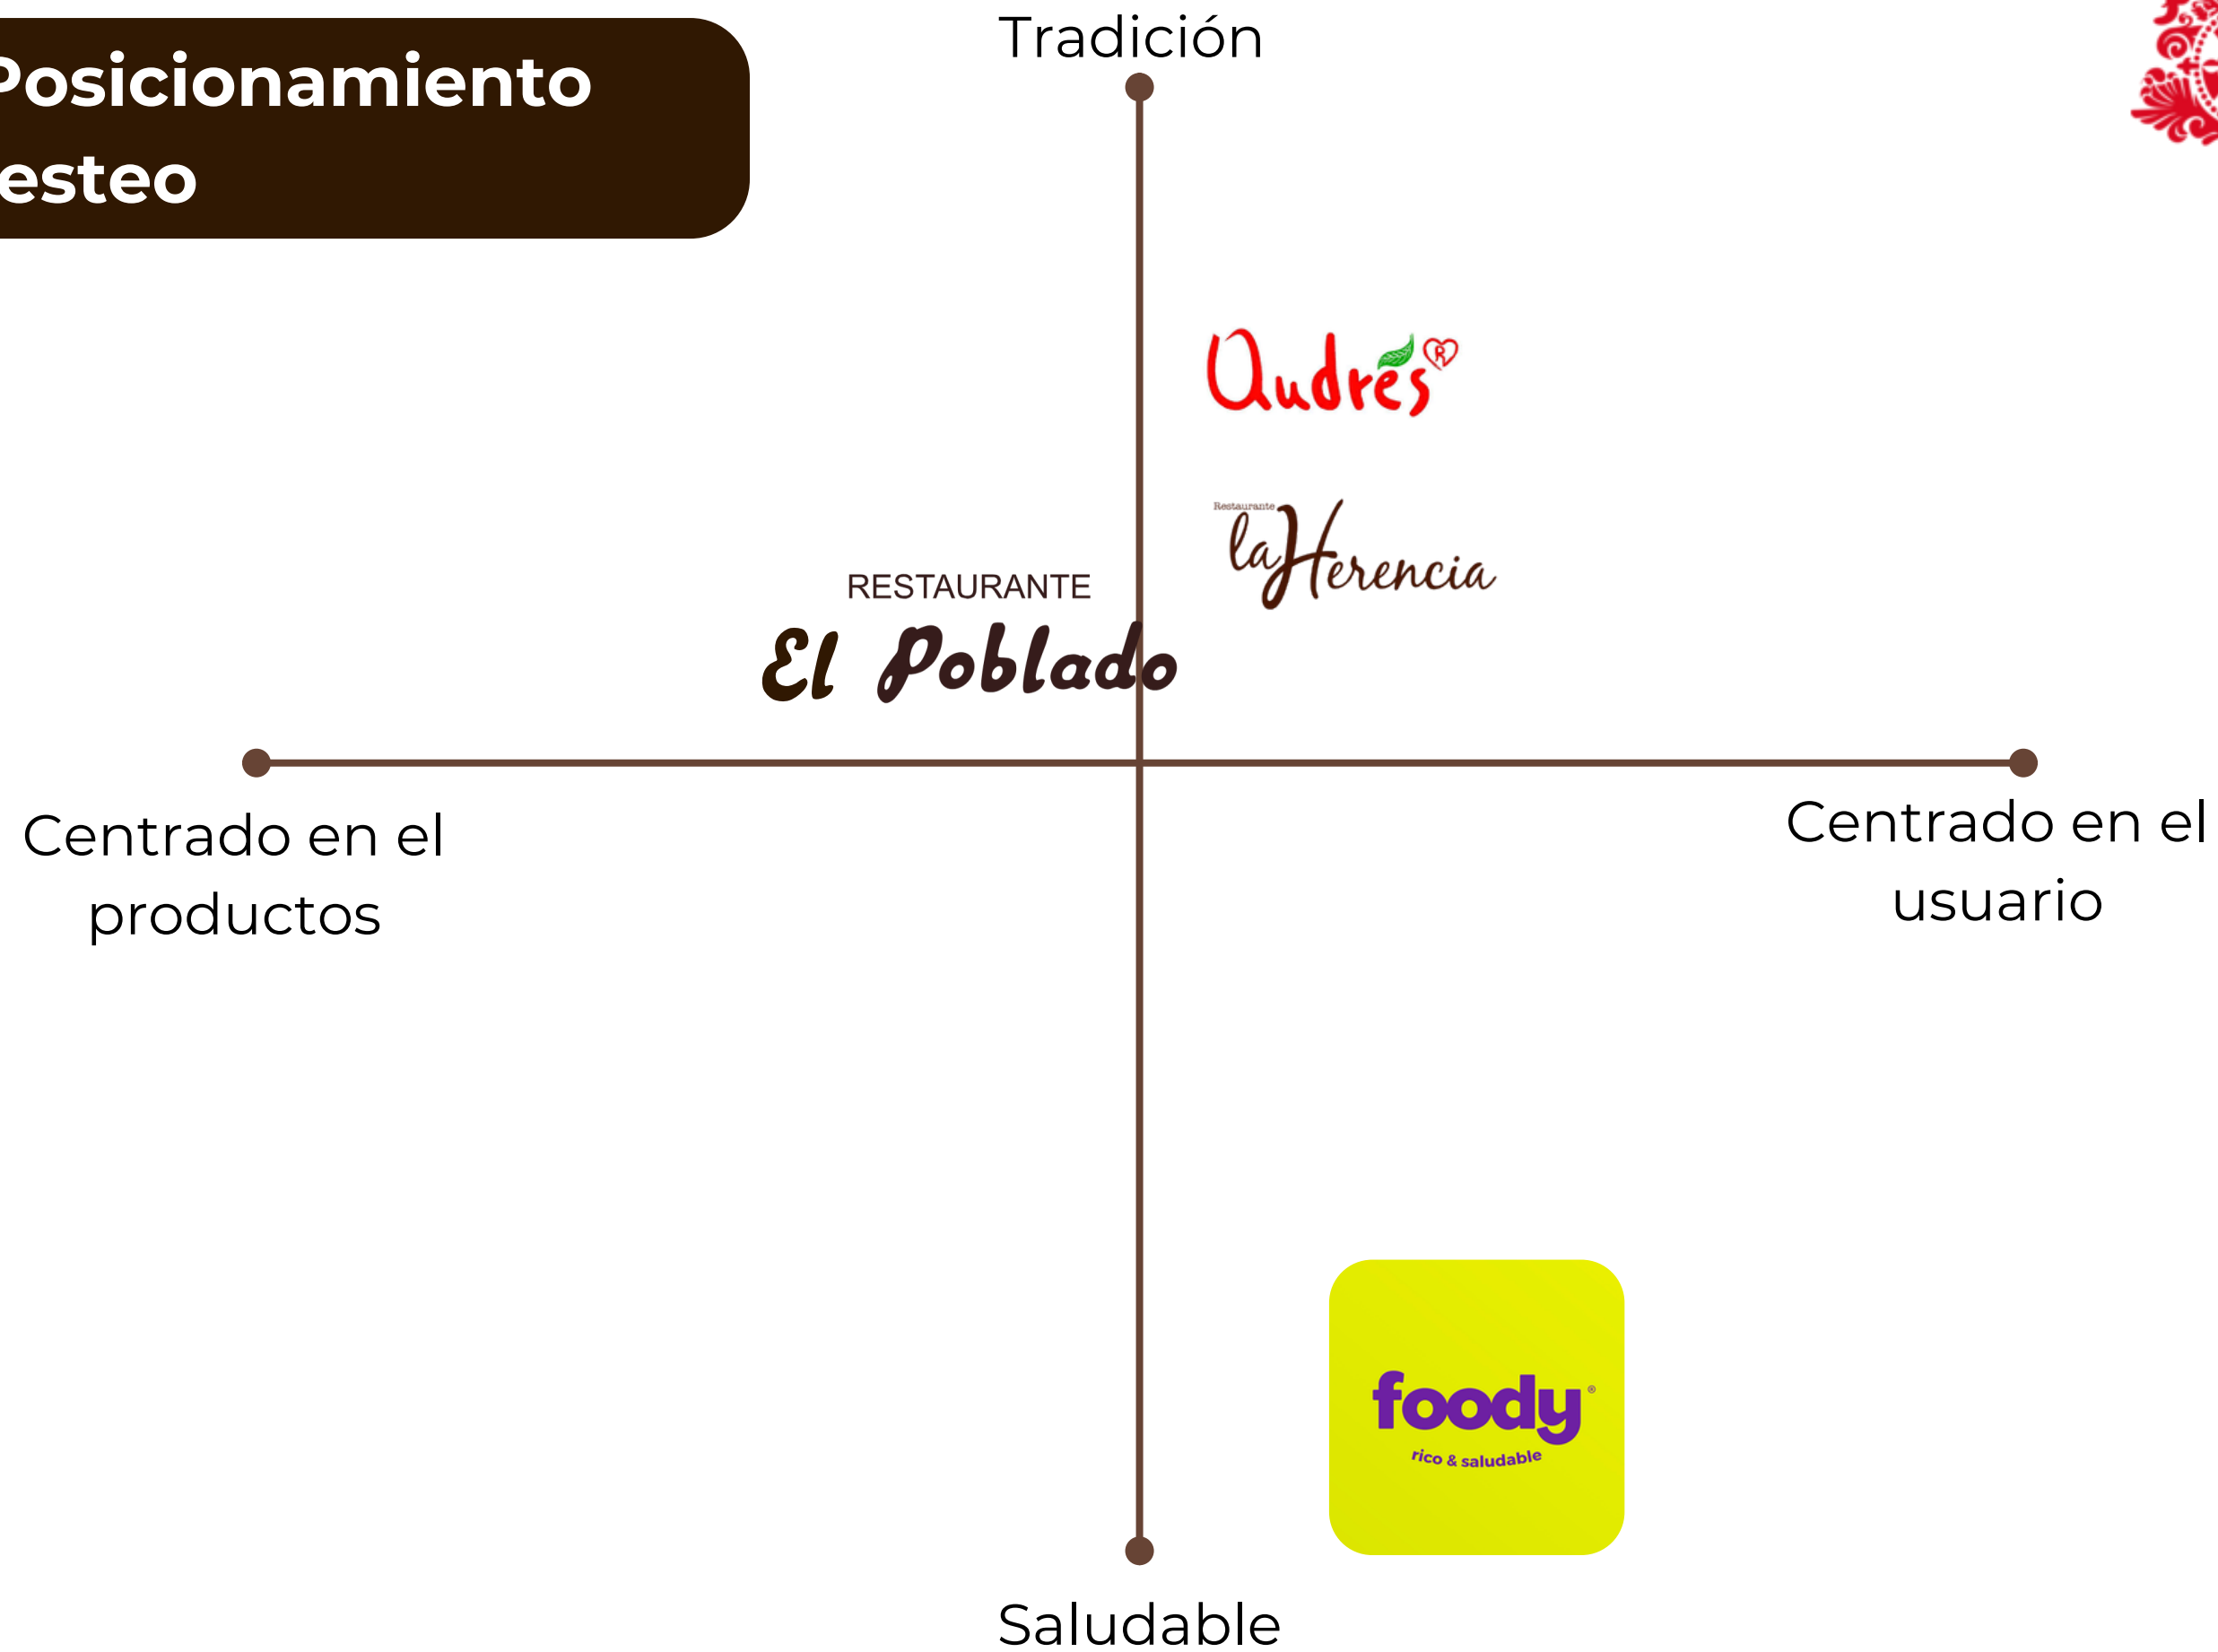 Posicionamiento
esteo
Tradición
Qudrēs R
Restaurante
la Herencia
RESTAURANTE
El Poblado
Centrado en el
productos
Centrado en el
usuario
foody ®
rico & saludable
Saludable